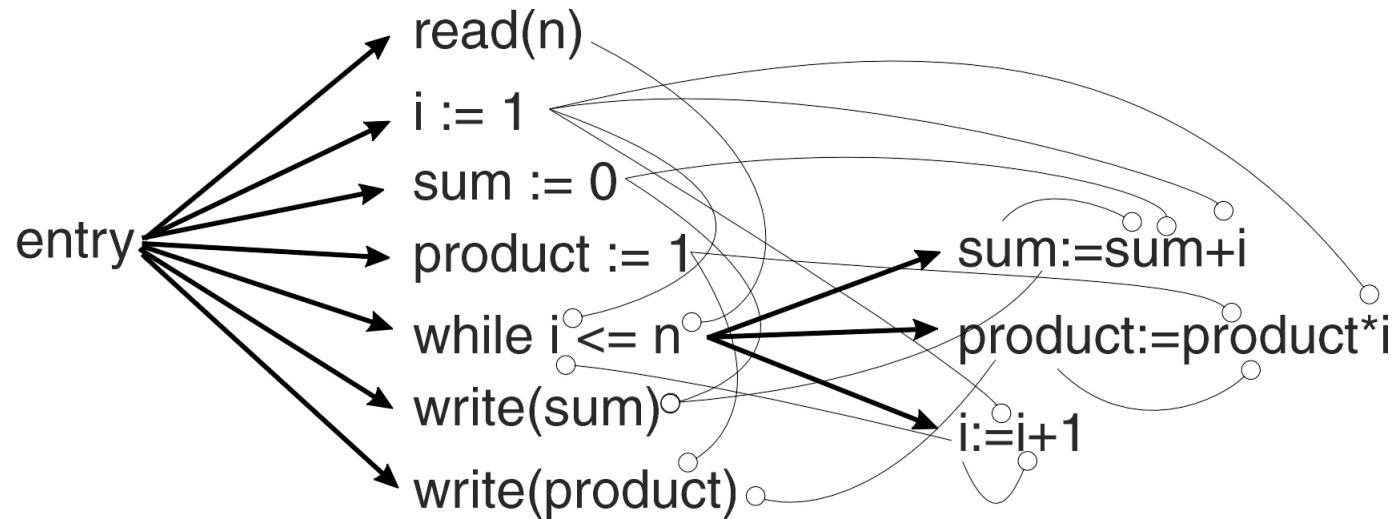 read(n)
i := 1
sum := 0
entry
product := 1
sum:=sum+i
while i <= n
product:=product*i
write(sum)
i:=i+1
write(product)